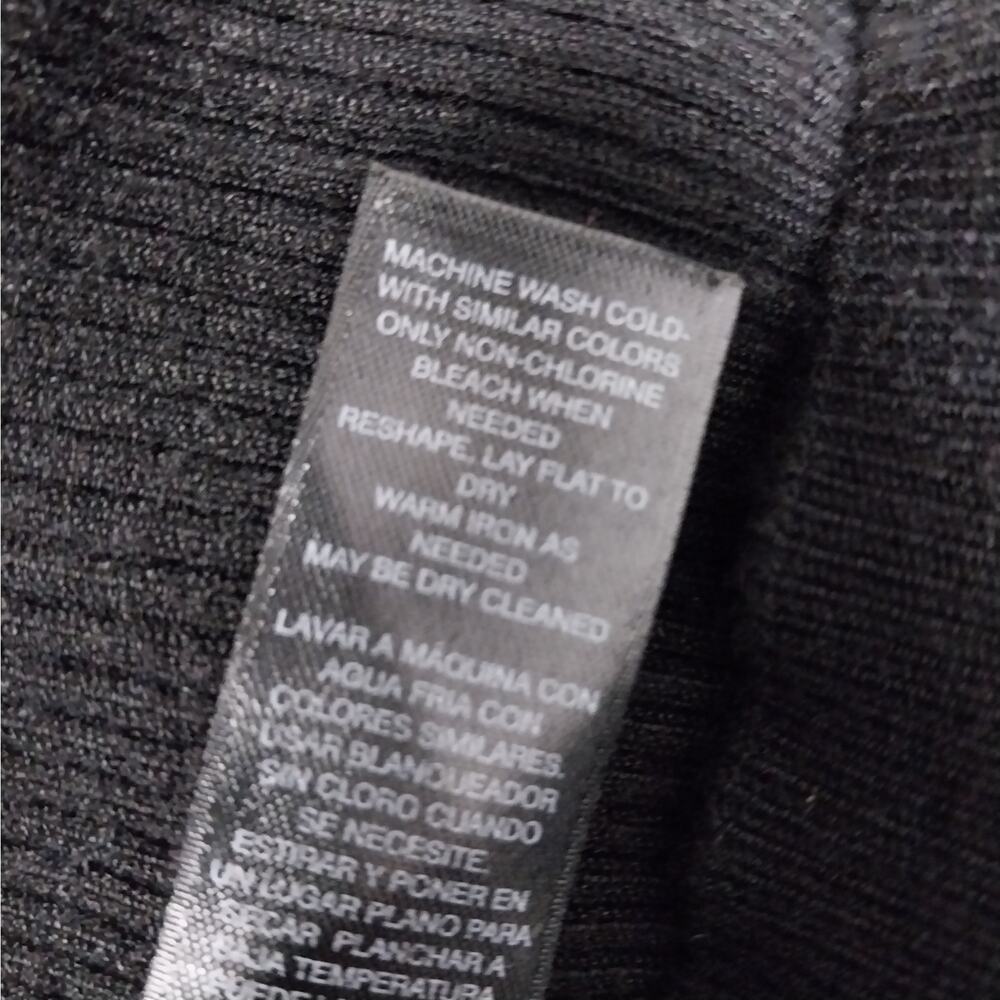 MACHINE WASH COLD-
WITH SIMILAR COLORS
ONLY NON-CHLORINE
BLEACH WHEN
NEEDED
RESHAPE, LAY FLAT TO
DRY
WARM IRON AS
NEEDED
MAY BE DRY CLEANED
LAVAR A MÁQUINA CON
AGUA FRIA CON
COLORES SIMILARES.
USAR BLANQUEADOR
SIN CLORO CUANDO
SE NECESITE.
ESTIRAR Y PONER EN
UN LUGAR PLANO PARA
SECAR PLANCHAR A
BAJA TEMPERATURA